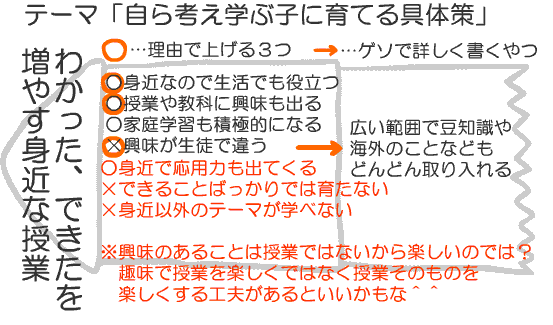 テーマ「自ら考え学ぶ子に育てる具体策」
わかった、できたを
増やす身近な授業
○…理由で上げる３つ
→…ゲソで詳しく書くやつ
○身近なので生活でも役立つ
○授業や教科に興味も出る
○家庭学習も積極的になる
×興味が生徒で違う
→
広い範囲で豆知識や
海外のことなども
どんどん取り入れる
○身近で応用力も出てくる
×できることばっかりでは育たない
×身近以外のテーマが学べない
※興味のあることは授業ではないから楽しいのでは？
趣味で授業を楽しくではなく授業そのものを
楽しくする工夫があるといいかもな＾＾